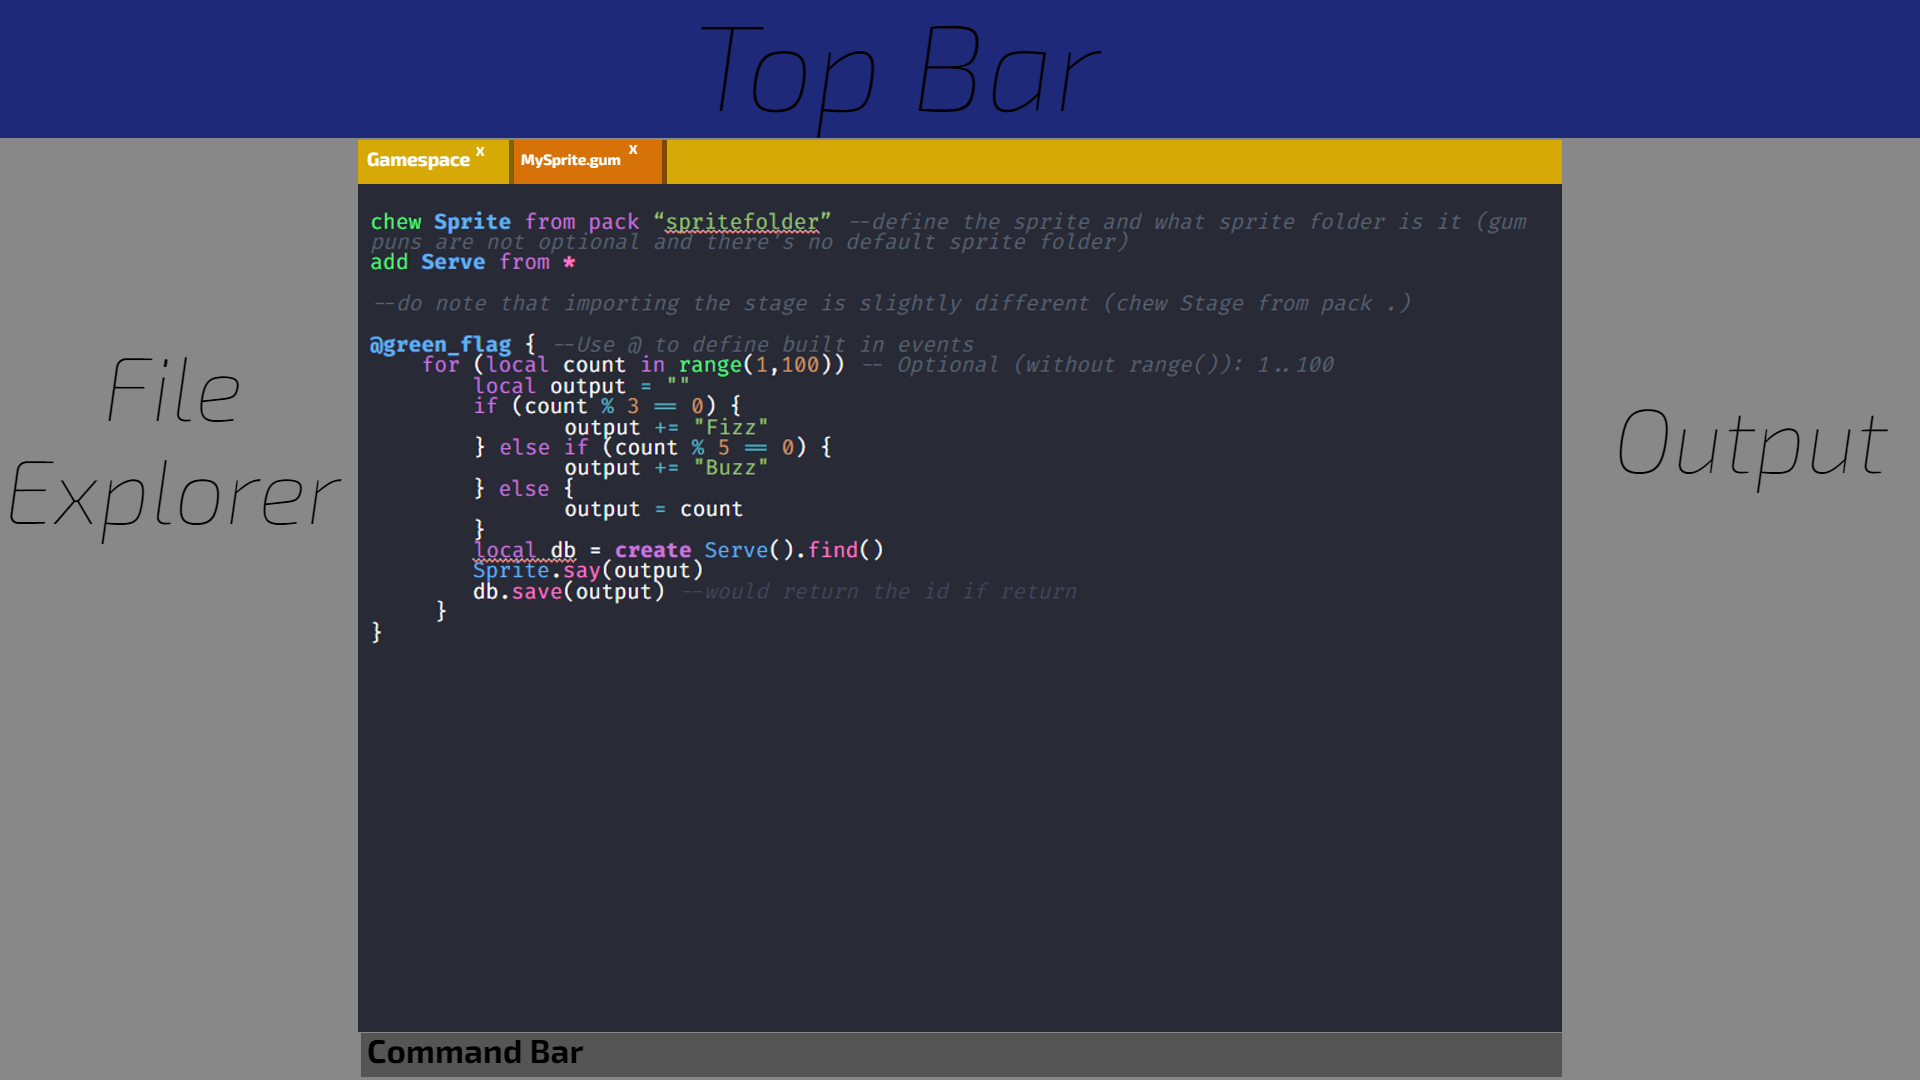 Top Bar
Gamespace x
MySprite.gum x
File
Explorer
chew Sprite from pack “spritefolder” --define the sprite and what sprite folder is it (gum
puns are not optional and there's no default sprite folder)
add Serve from *
--do note that importing the stage is slightly different (chew Stage from pack .)
@green_flag { --Use @ to define built in events
for (local count in range(1,100)) -- Optional (without range()): 1..100
local output = ""
if (count % 3 == 0) {
output += "Fizz"
} else if (count % 5 == 0) {
output += "Buzz"
} else {
output = count
}
local db = create Serve().find()
Sprite.say(output)
db.save(output) --would return the id if return
}
}
Output
Command Bar